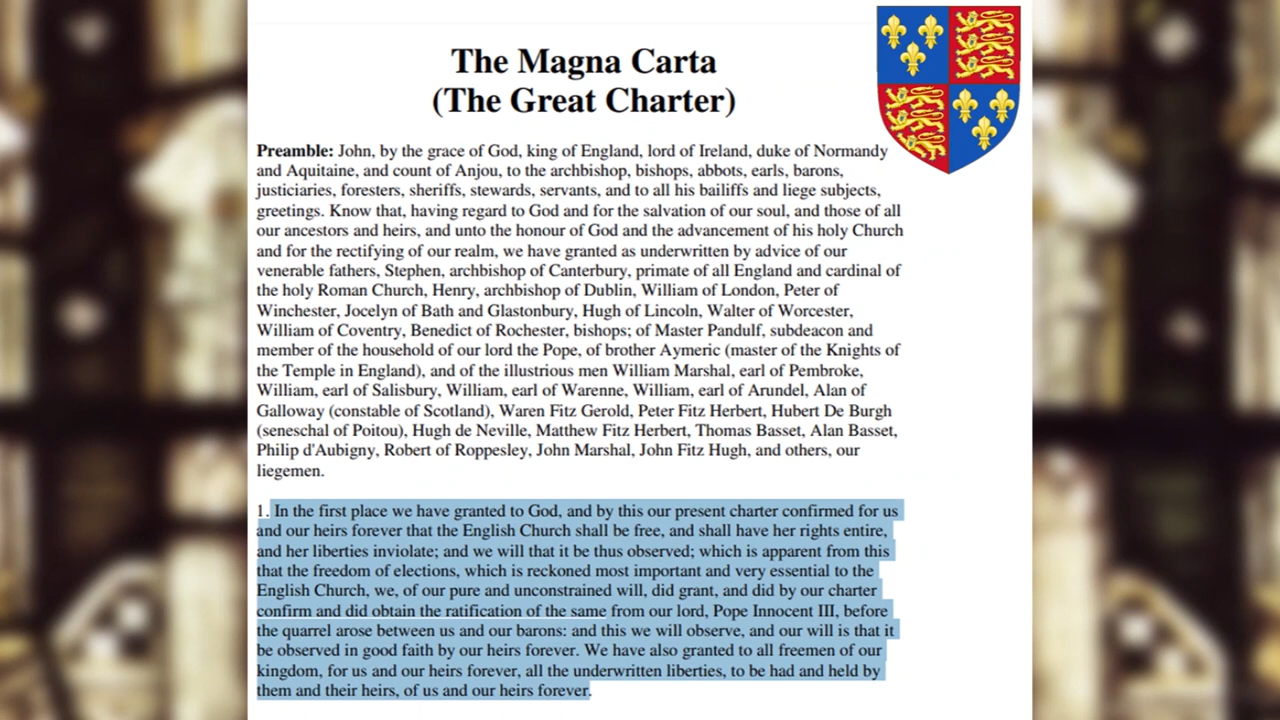 The Magna Carta
(The Great Charter)
Preamble: John, by the grace of God, king of England, lord of Ireland, duke of Normandy
and Aquitaine, and count of Anjou, to the archbishop, bishops, abbots, earls, barons,
justiciaries, foresters, sheriffs, stewards, servants, and to all his bailiffs and liege subjects,
greetings. Know that, having regard to God and for the salvation of our soul, and those of all
our ancestors and heirs, and unto the honour of God and the advancement of his holy Church
and for the rectifying of our realm, we have granted as underwritten by advice of our
venerable fathers, Stephen, archbishop of Canterbury, primate of all England and cardinal of
the holy Roman Church, Henry, archbishop of Dublin, William of London, Peter of
Winchester, Jocelyn of Bath and Glastonbury, Hugh of Lincoln, Walter of Worcester,
William of Coventry, Benedict of Rochester, bishops; of Master Pandulf, subdeacon and
member of the household of our lord the Pope, of brother Aymeric (master of the Knights of
the Temple in England), and of the illustrious men William Marshal, earl of Pembroke,
William, earl of Salisbury, William, earl of Warenne, William, earl of Arundel, Alan of
Galloway (constable of Scotland), Waren Fitz Gerold, Peter Fitz Herbert, Hubert De Burgh
(seneschal of Poitou), Hugh de Neville, Matthew Fitz Herbert, Thomas Basset, Alan Basset,
Philip d'Aubigny, Robert of Roppesley, John Marshal, John Fitz Hugh, and others, our
liegemen.
1. In the first place we have granted to God, and by this our present charter confirmed for us
and our heirs forever that the English Church shall be free, and shall have her rights entire,
and her liberties inviolate; and we will that it be thus observed; which is apparent from this
that the freedom of elections, which is reckoned most important and very essential to the
English Church, we, of our pure and unconstrained will, did grant, and did by our charter
confirm and did obtain the ratification of the same from our lord, Pope Innocent III, before
the quarrel arose between us and our barons: and this we will observe, and our will is that it
be observed in good faith by our heirs forever. We have also granted to all freemen of our
kingdom, for us and our heirs forever, all the underwritten liberties, to be had and held by
them and their heirs, of us and our heirs forever.